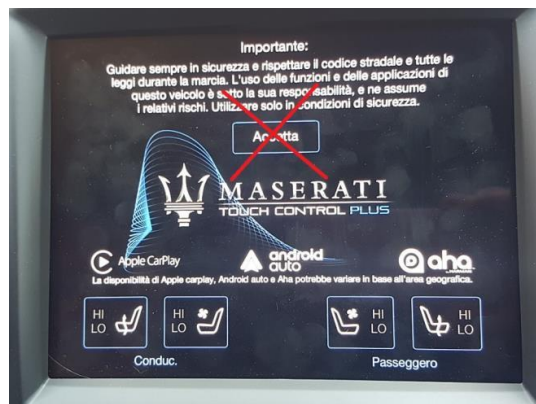 Importante:
Guidare sempre in sicurezza e rispettare il codice stradale e tutte le
leggi durante la marcia. L'uso delle funzioni e delle applicazioni di
questo veicolo è sotto la sua responsabilità, e ne assume
i relativi rischi. Utilizzare solo in condizioni di sicurezza.
Accetta
MASERATI
TOUCH CONTROL PLUS
Apple CarPlay
android auto
aha
La disponibilità di Apple carplay, Android auto e Aha potrebbe variare in base all'area geografica.
HI LO
HI LO
HI LO
HI LO
Conduc.
Passeggero